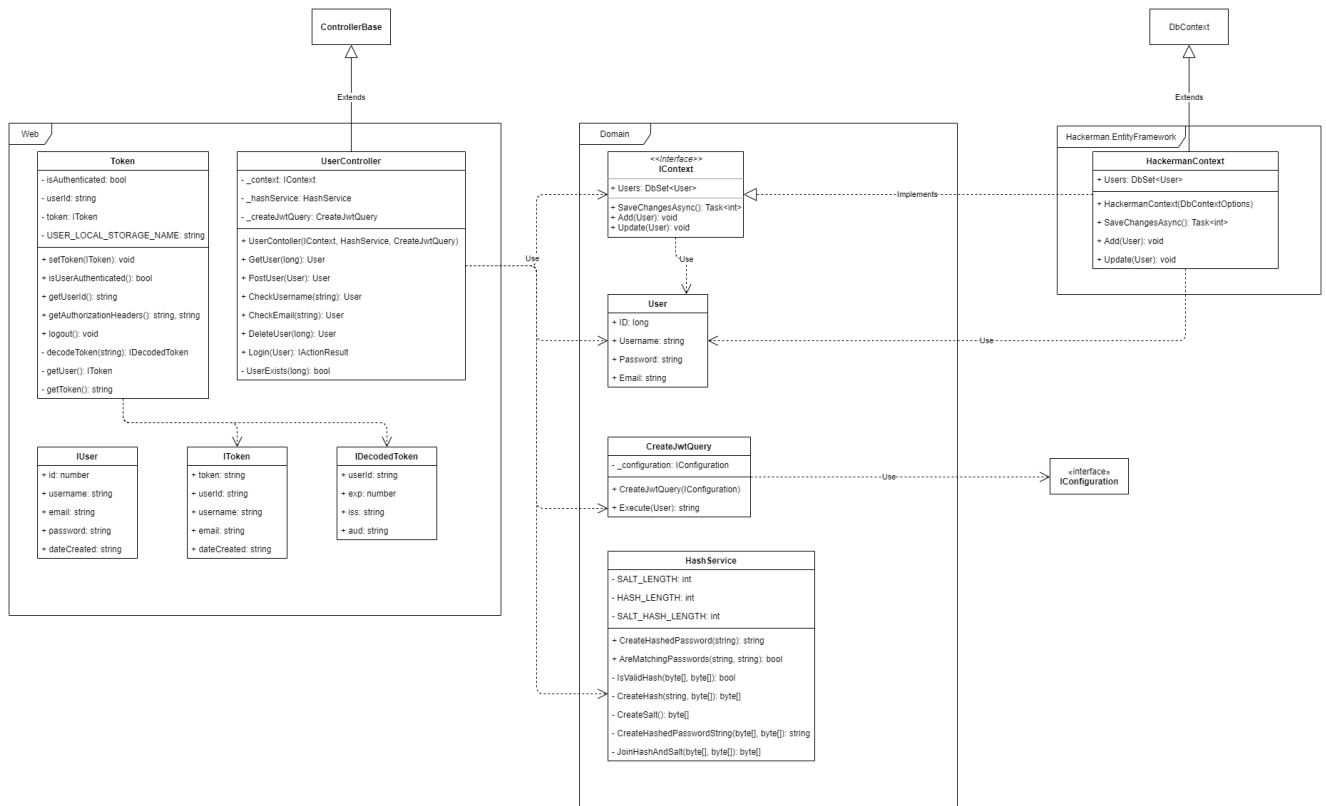 ControllerBase
DbContext
Extends
Extends
Web
Token
- isAuthenticated: bool
- userId: string
- token: IToken
- USER_LOCAL_STORAGE_NAME: string
+ setToken(IToken): void
+ isUserAuthenticated(): bool
+ getUserId(): string
+ getAuthorizationHeaders(): string, string
+ logout(): void
- decodeToken(string): IDecodedToken
- getUser(): IToken
- getToken(): string
UserController
- _context: IContext
- _hashService: HashService
- _createJwtQuery: CreateJwtQuery
+ UserContoller(IContext, HashService, CreateJwtQuery)
+ GetUser(long): User
+ PostUser(User): User
+ CheckUsername(string): User
+ CheckEmail(string): User
+ DeleteUser(long): User
+ Login(User): IActionResult
- UserExists(long): bool
IUser
+ id: number
+ username: string
+ email: string
+ password: string
+ dateCreated: string
IToken
+ token: string
+ userId: string
+ username: string
+ email: string
+ dateCreated: string
IDecodedToken
+ userId: string
+ exp: number
+ iss: string
+ aud: string
Use
Domain
<<Interface>>
IContext
+ Users: DbSet<User>
+ SaveChangesAsync(): Task<int>
+ Add(User): void
+ Update(User): void
Use
User
+ ID: long
+ Username: string
+ Password: string
+ Email: string
CreateJwtQuery
- _configuration: IConfiguration
+ CreateJwtQuery(IConfiguration)
+ Execute(User): string
HashService
- SALT_LENGTH: int
- HASH_LENGTH: int
- SALT_HASH_LENGTH: int
+ CreateHashedPassword(string): string
+ AreMatchingPasswords(string, string): bool
- IsValidHash(byte[], byte[]): bool
- CreateHash(string, byte[]): byte[]
- CreateSalt(): byte[]
- CreateHashedPasswordString(byte[], byte[]): string
- JoinHashAndSalt(byte[], byte[]): byte[]
Implements
Use
Use
Hackerman.EntityFramework
HackermanContext
+ Users: DbSet<User>
+ HackermanContext(DbContextOptions)
+ SaveChangesAsync(): Task<int>
+ Add(User): void
+ Update(User): void
«interface»
IConfiguration